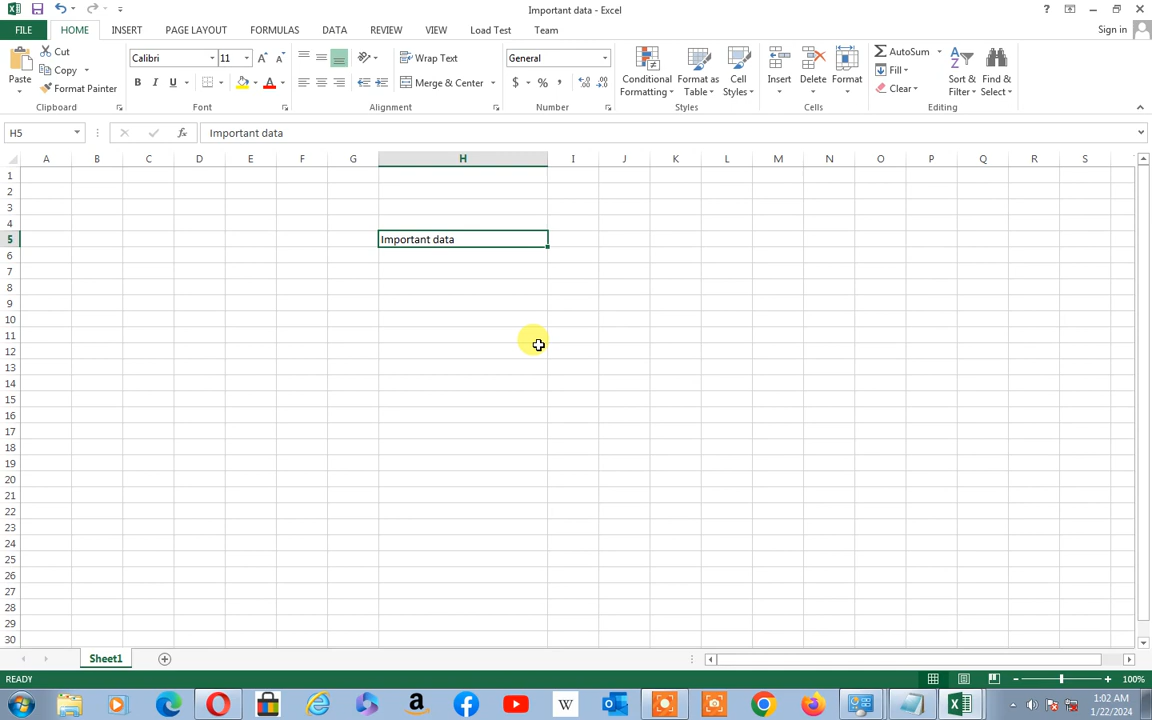 Important data - Excel
?
FILE HOME INSERT PAGE LAYOUT FORMULAS DATA REVIEW VIEW Load Test Team Sign in
Cut
Copy
Format Painter
Paste
Clipboard
Calibri 11 A A
B I U A
Font
Wrap Text
Merge & Center
Alignment
General
$ % ,
Number
Conditional Formatting
Format as Table
Cell Styles
Styles
Insert Delete Format
Cells
AutoSum
Fill
Clear
Sort & Filter
Find & Select
Editing
H5 fx Important data
A B C D E F G H I J K L M N O P Q R S
1
2
3
4
5 Important data
6
7
8
9
10
11
12
13
14
15
16
17
18
19
20
21
22
23
24
25
26
27
28
29
30
Sheet1
READY 100%
W
1:02 AM
1/22/2024